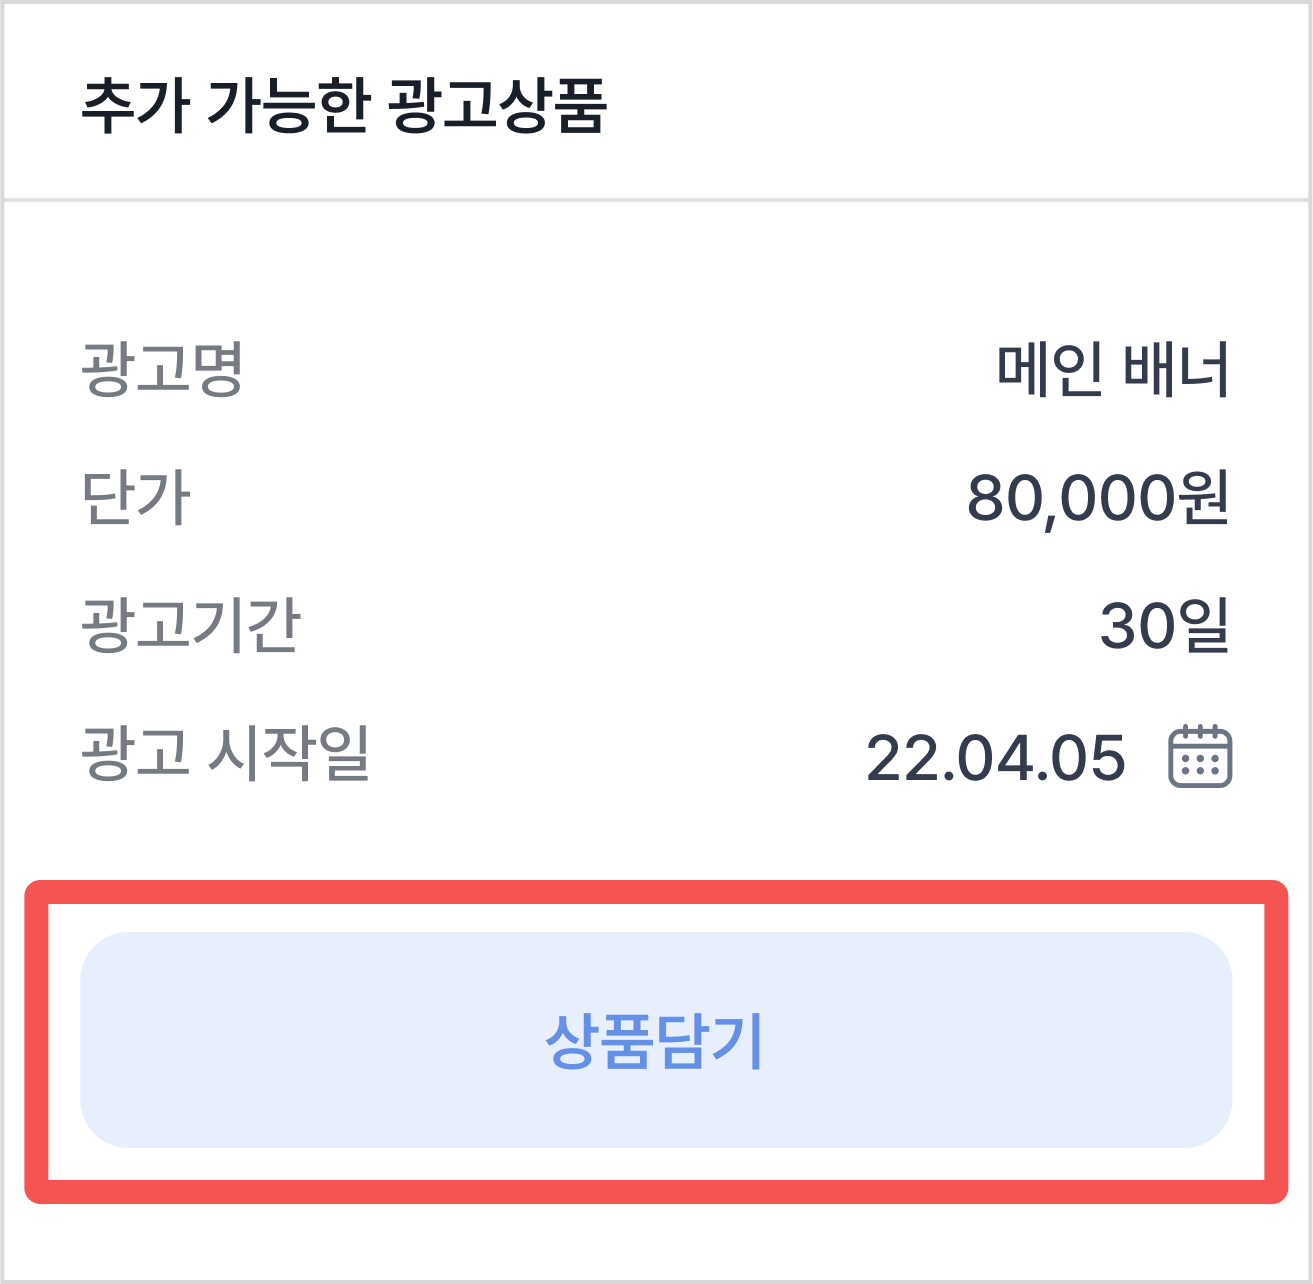 추가 가능한 광고상품
광고명 메인 배너
단가 80,000원
광고기간 30일
광고 시작일 22.04.05
상품담기